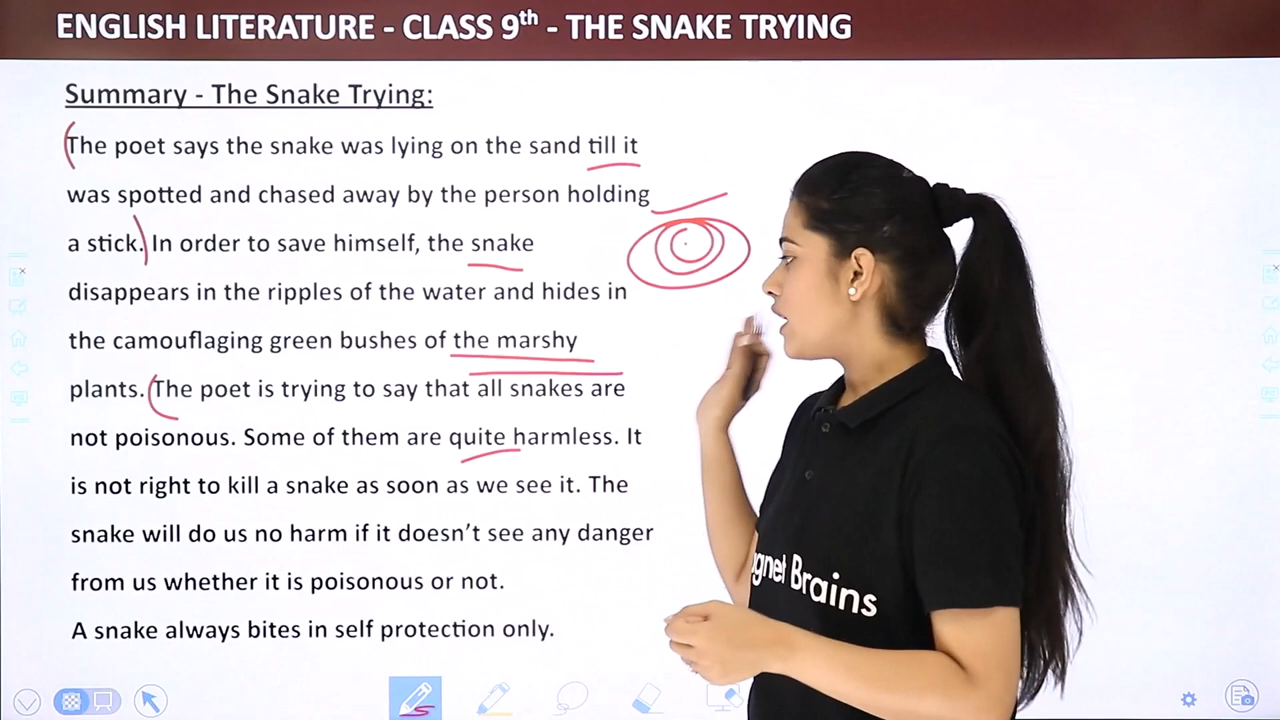 ENGLISH LITERATURE - CLASS 9th - THE SNAKE TRYING
Summary - The Snake Trying:
The poet says the snake was lying on the sand till it
was spotted and chased away by the person holding
a stick. In order to save himself, the snake
disappears in the ripples of the water and hides in
the camouflaging green bushes of the marshy
plants. The poet is trying to say that all snakes are
not poisonous. Some of them are quite harmless. It
is not right to kill a snake as soon as we see it. The
snake will do us no harm if it doesn't see any danger
from us whether it is poisonous or not.
A snake always bites in self protection only.
gnet Brains